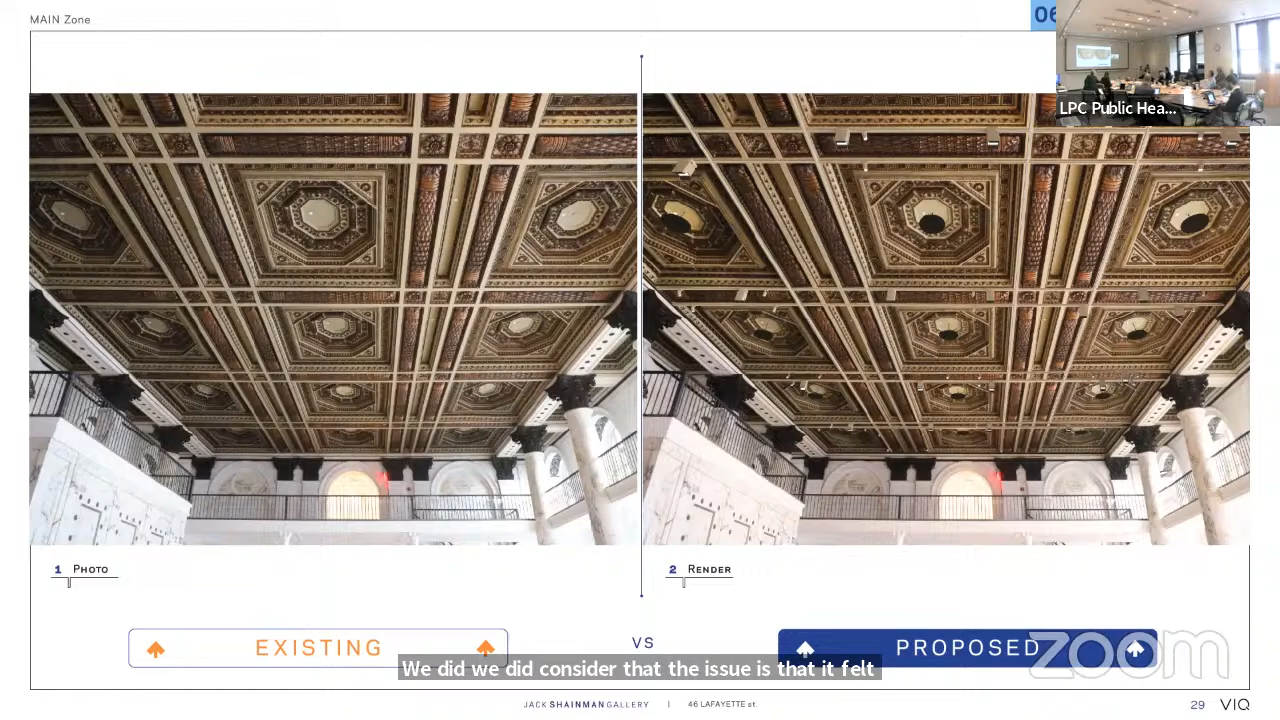 MAIN Zone
06
LPC Public Hea...
1 PHOTO
2 RENDER
EXISTING
VS
PROPOSED
zoom
We did we did consider that the issue is that it felt
JACK SHAINMAN GALLERY | 46 LAFAYETTE st.
29 VIQ